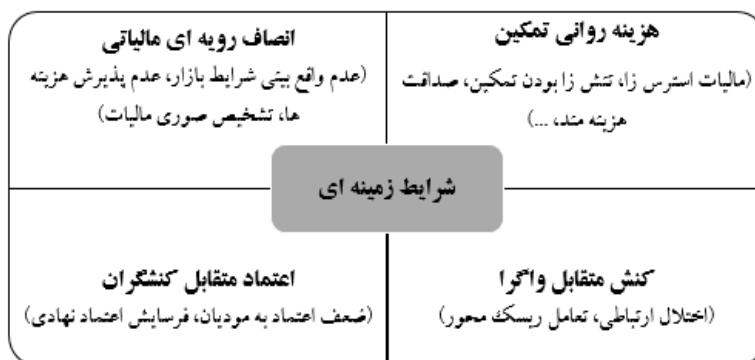 هزینه روانی تمکین
(مالیات استرس زا، تنش زا بودن تمکین، صداقت
هزینه مند، ...)
انصاف رویه ای مالیاتی
(عدم واقع بینی شرایط بازار، عدم پذیرش هزینه
ها، تشخیص صوری مالیات)
شرایط زمینه ای
کنش متقابل واگرا
(اختلال ارتباطی، تعامل ریسک محور)
اعتماد متقابل کنشگران
(ضعف اعتماد به مودیان، فرسایش اعتماد نهادی)